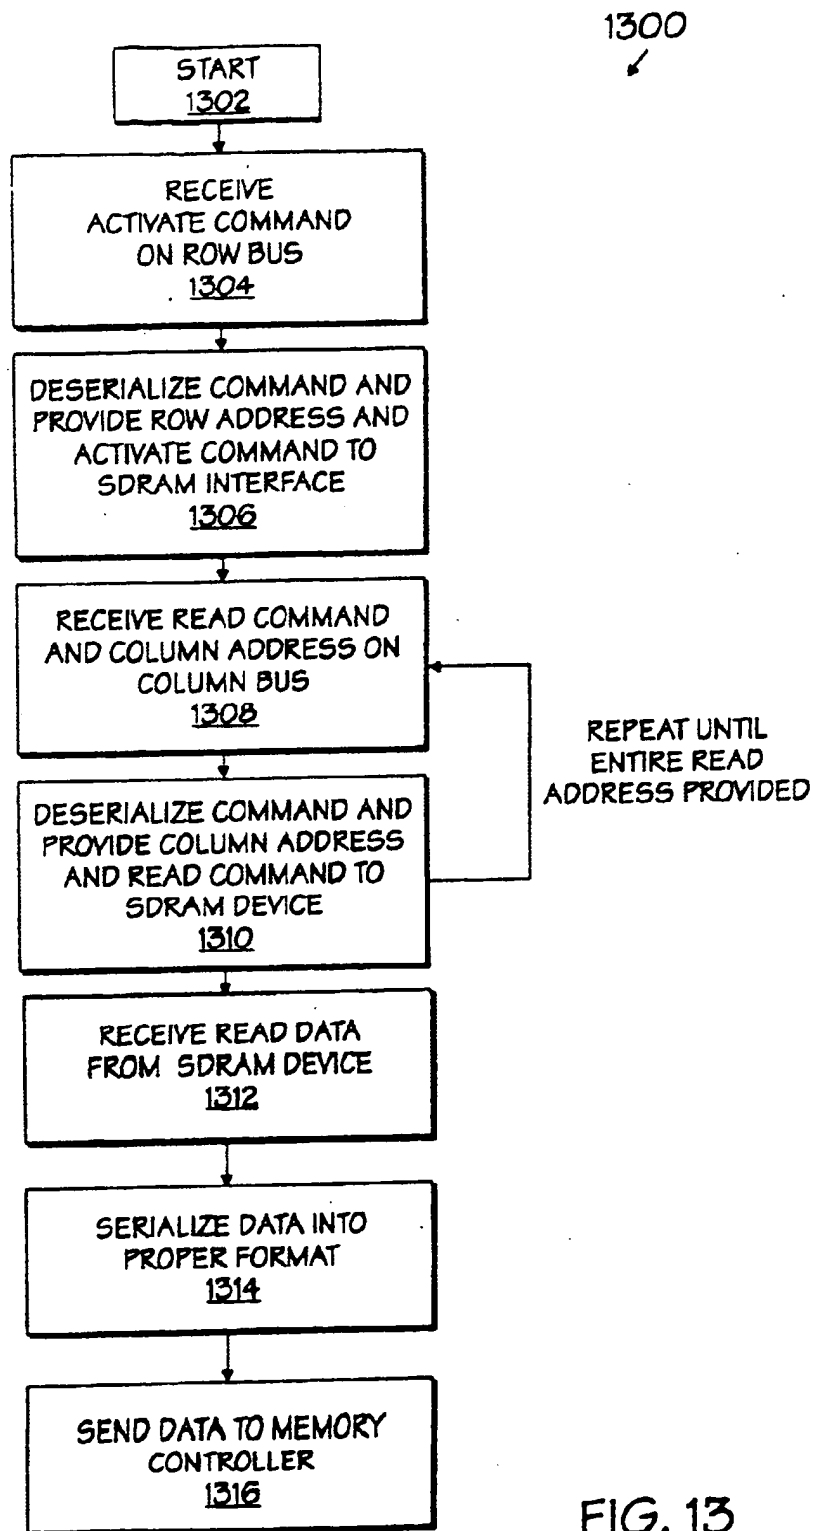 1300
START
1302
RECEIVE
ACTIVATE COMMAND
ON ROW BUS
1304
DESERIALIZE COMMAND AND
PROVIDE ROW ADDRESS AND
ACTIVATE COMMAND TO
SDRAM INTERFACE
1306
RECEIVE READ COMMAND
AND COLUMN ADDRESS ON
COLUMN BUS
1308
REPEAT UNTIL
ENTIRE READ
ADDRESS PROVIDED
DESERIALIZE COMMAND AND
PROVIDE COLUMN ADDRESS
AND READ COMMAND TO
SDRAM DEVICE
1310
RECEIVE READ DATA
FROM SDRAM DEVICE
1312
SERIALIZE DATA INTO
PROPER FORMAT
1314
SEND DATA TO MEMORY
CONTROLLER
1316
FIG. 13